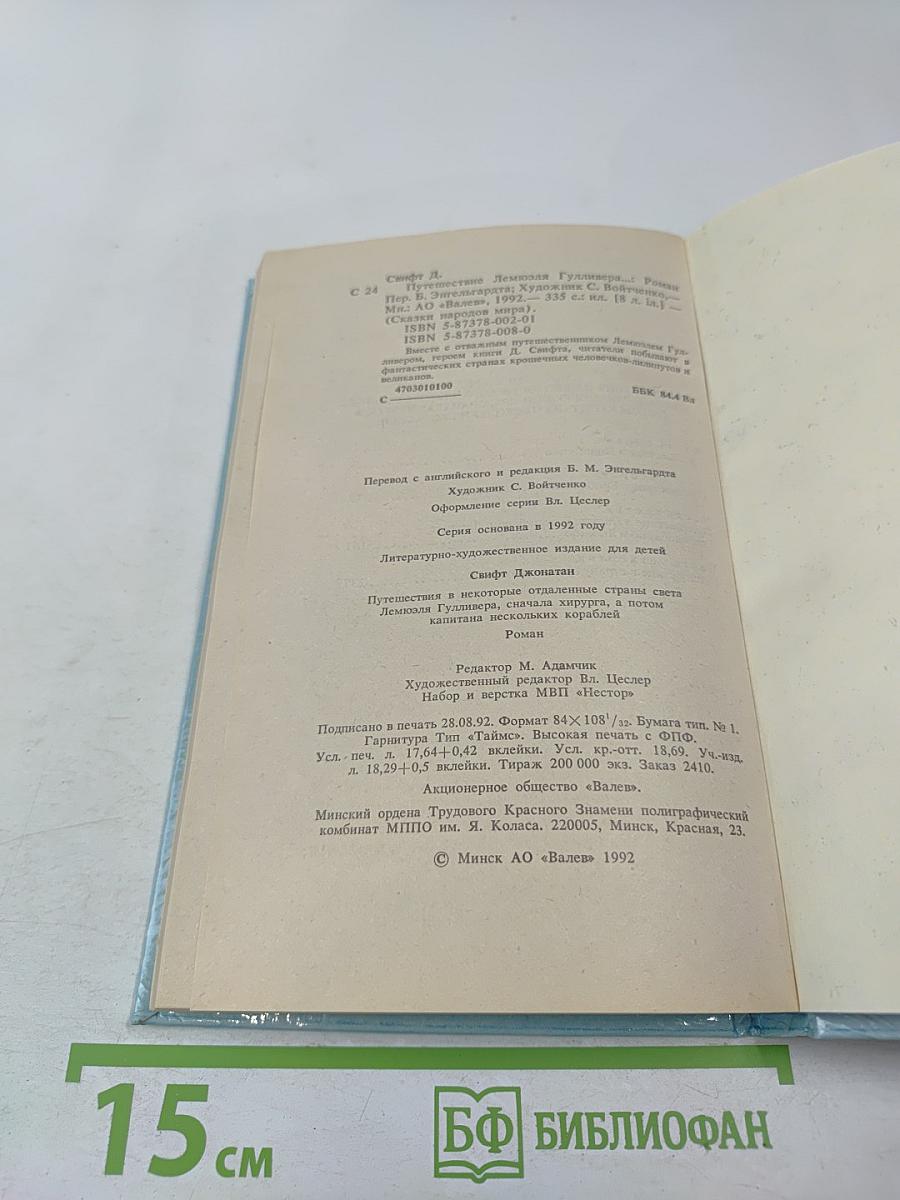 Свифт Д.
С 24 Путешествие Лемюэля Гулливера...: Роман
Пер. Б. Энгельгардта; Художник С. Войтченко,—
Мн.: АО «Валев», 1992.— 335 с.: ил. [8 л. іл.] —
(Сказки народов мира).
ISBN 5-87378-002-01
ISBN 5-87378-008-0
Вместе с отважным путешественником Лемюэлем Гул-
ливером, героем книги Д. Свифта, читатели побывают в
фантастических странах крошечных человечков-лилипутов и
великанов.
4703010100
С
ББК 84.4 Вл
Перевод с английского и редакция Б. М. Энгельгардта
Художник С. Войтченко
Оформление серии Вл. Цеслер
Серия основана в 1992 году
Литературно-художественное издание для детей
Свифт Джонатан
Путешествия в некоторые отдаленные страны света
Лемюэля Гулливера, сначала хирурга, а потом
капитана нескольких кораблей
Роман
Редактор М. Адамчик
Художественный редактор Вл. Цеслер
Набор и верстка МВП «Нестор»
Подписано в печать 28.08.92. Формат 84×108¹/₃₂. Бумага тип. № 1.
Гарнитура Тип «Таймс». Высокая печать с ФПФ.
Усл. печ. л. 17,64+0,42 вклейки. Усл. кр.-отт. 18,69. Уч.-изд.
л. 18,29+0,5 вклейки. Тираж 200 000 экз. Заказ 2410.
Акционерное общество «Валев».
Минский ордена Трудового Красного Знамени полиграфический
комбинат МППО им. Я. Коласа. 220005, Минск, Красная, 23.
© Минск АО «Валев» 1992
15 см
БФ БИБЛИОФАН